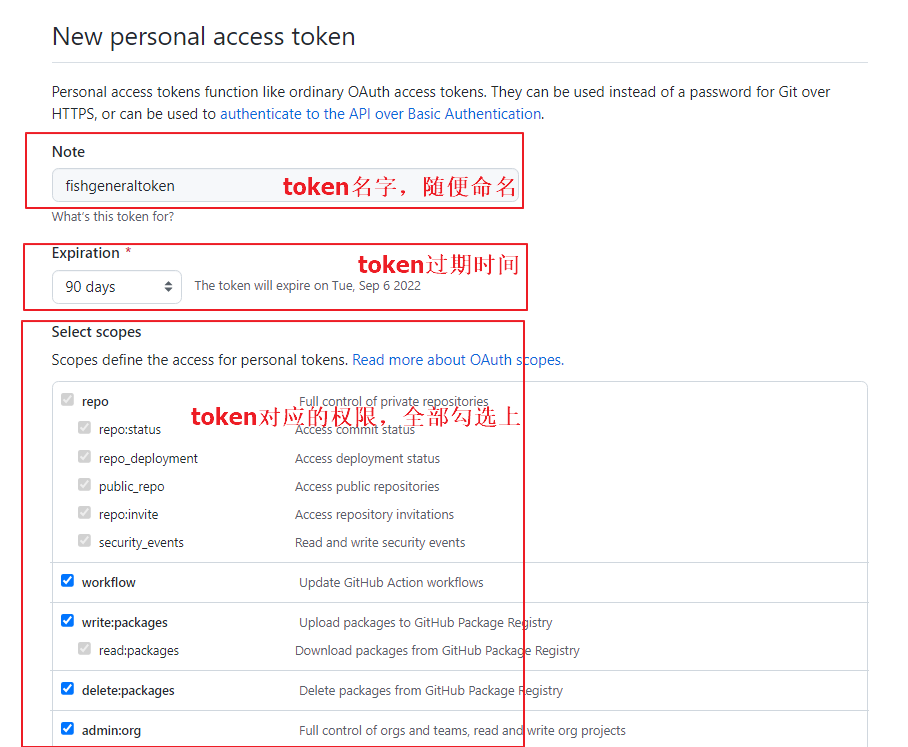 New personal access token
Personal access tokens function like ordinary OAuth access tokens. They can be used instead of a password for Git over
HTTPS, or can be used to authenticate to the API over Basic Authentication.
Note
fishgeneraltoken
token名字，随便命名
What's this token for?
Expiration *
token过期时间
90 days
The token will expire on Tue, Sep 6 2022
Select scopes
Scopes define the access for personal tokens. Read more about OAuth scopes.
repo Full control of private repositories
token对应的权限，全部勾选上
repo:status Access commit status
repo_deployment Access deployment status
public_repo Access public repositories
repo:invite Access repository invitations
security_events Read and write security events
workflow Update GitHub Action workflows
write:packages Upload packages to GitHub Package Registry
read:packages Download packages from GitHub Package Registry
delete:packages Delete packages from GitHub Package Registry
admin:org Full control of orgs and teams, read and write org projects